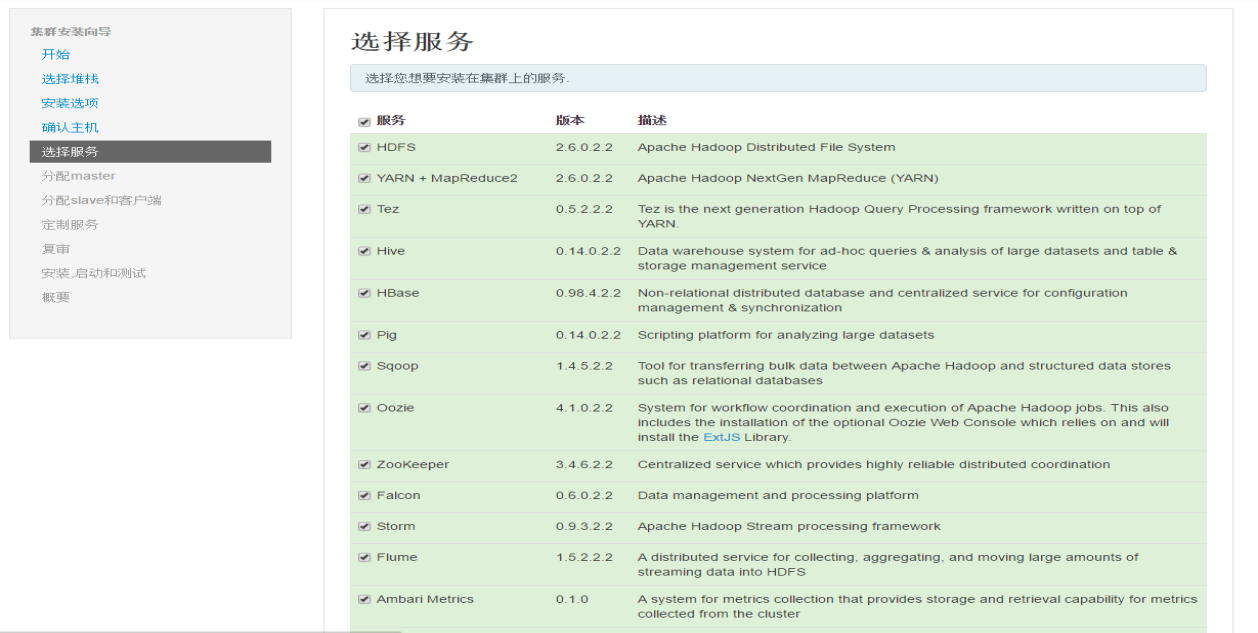 集群安装向导
开始
选择堆栈
安装选项
确认主机
选择服务
分配master
分配slave和客户端
定制服务
复审
安装,启动和测试
概要
选择服务
选择您想要安装在集群上的服务.
服务 版本 描述
HDFS 2.6.0.2.2 Apache Hadoop Distributed File System
YARN + MapReduce2 2.6.0.2.2 Apache Hadoop NextGen MapReduce (YARN)
Tez 0.5.2.2.2 Tez is the next generation Hadoop Query Processing framework written on top of
YARN.
Hive 0.14.0.2.2 Data warehouse system for ad-hoc queries & analysis of large datasets and table &
storage management service
HBase 0.98.4.2.2 Non-relational distributed database and centralized service for configuration
management & synchronization
Pig 0.14.0.2.2 Scripting platform for analyzing large datasets
Sqoop 1.4.5.2.2 Tool for transferring bulk data between Apache Hadoop and structured data stores
such as relational databases
Oozie 4.1.0.2.2 System for workflow coordination and execution of Apache Hadoop jobs. This also
includes the installation of the optional Oozie Web Console which relies on and will
install the ExtJS Library.
ZooKeeper 3.4.6.2.2 Centralized service which provides highly reliable distributed coordination
Falcon 0.6.0.2.2 Data management and processing platform
Storm 0.9.3.2.2 Apache Hadoop Stream processing framework
Flume 1.5.2.2.2 A distributed service for collecting, aggregating, and moving large amounts of
streaming data into HDFS
Ambari Metrics 0.1.0 A system for metrics collection that provides storage and retrieval capability for metrics
collected from the cluster